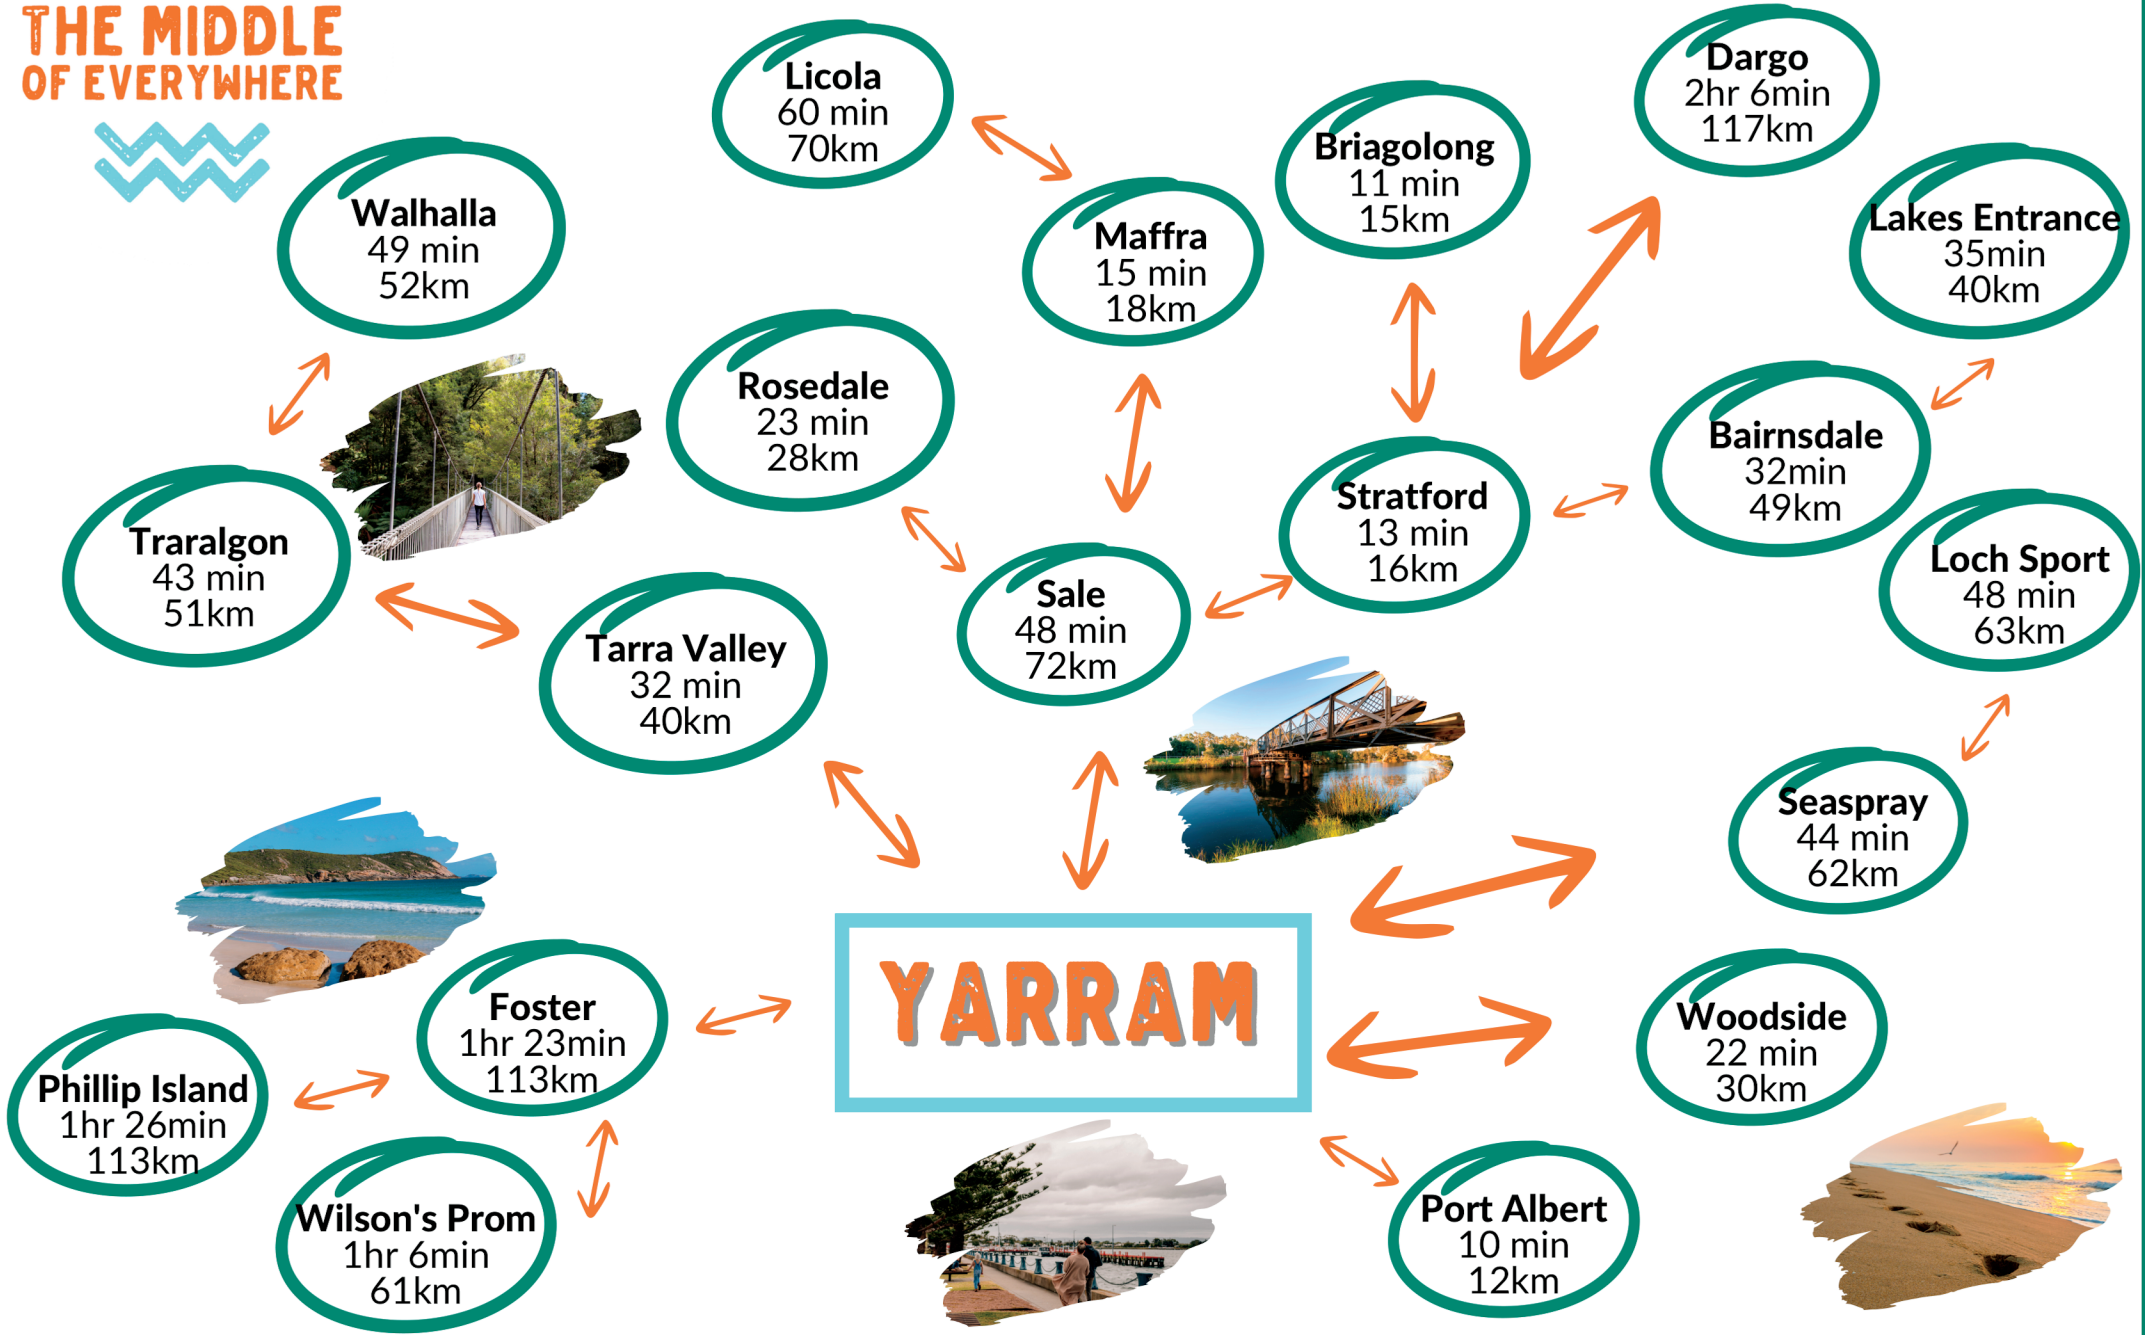 THE MIDDLE
OF EVERYWHERE
Licola
60 min
70km
Dargo
2hr 6min
117km
Briagolong
11 min
15km
Walhalla
49 min
52km
Maffra
15 min
18km
Lakes Entrance
35min
40km
Rosedale
23 min
28km
Bairnsdale
32min
49km
Stratford
13 min
16km
Traralgon
43 min
51km
Loch Sport
48 min
63km
Sale
48 min
72km
Tarra Valley
32 min
40km
Seaspray
44 min
62km
YARRAM
Foster
1hr 23min
113km
Woodside
22 min
30km
Phillip Island
1hr 26min
113km
Wilson's Prom
1hr 6min
61km
Port Albert
10 min
12km